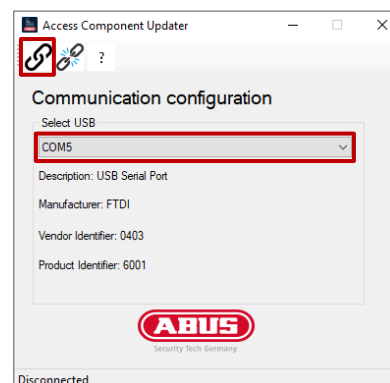 Access Component Updater
?
Communication configuration
Select USB
COM5
Description: USB Serial Port
Manufacturer: FTDI
Vendor Identifier: 0403
Product Identifier: 6001
ABUS
Security Tech Germany
Disconnected